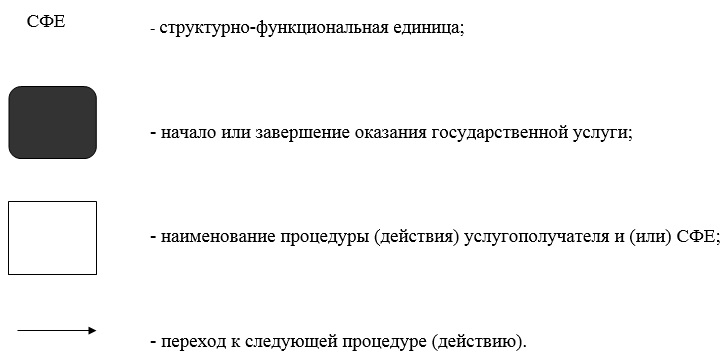 СФЕ - структурно-функциональная единица;
- начало или завершение оказания государственной услуги;
- наименование процедуры (действия) услугополучателя и (или) СФЕ;
- переход к следующей процедуре (действию).